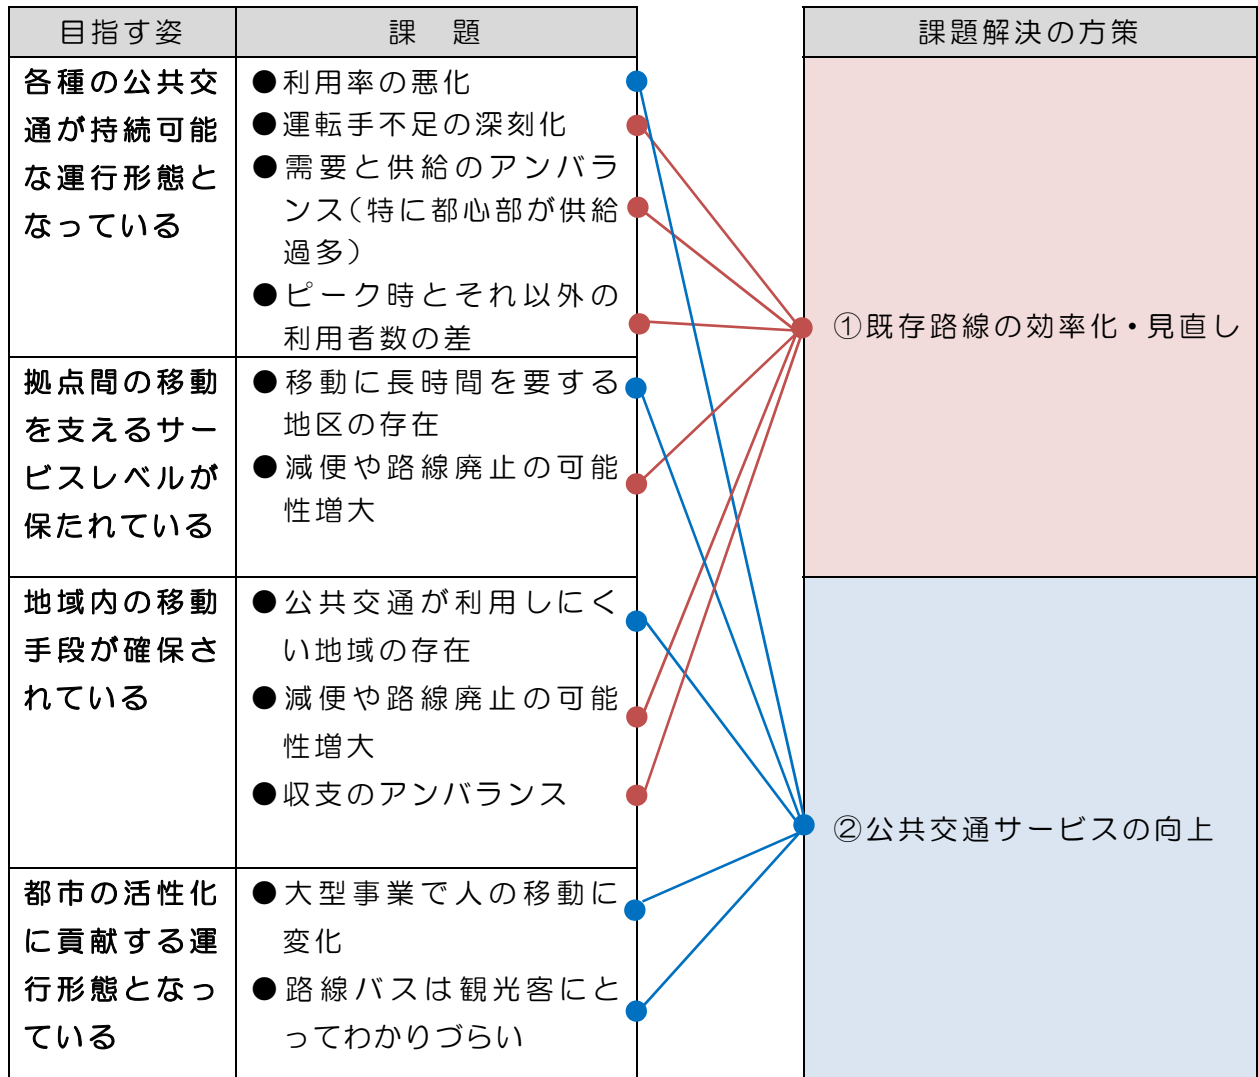 目指す姿
課　題
課題解決の方策
各種の公共交
通が持続可能
な運行形態と
なっている
●利用率の悪化
●運転手不足の深刻化
●需要と供給のアンバラ
ンス(特に都心部が供給
過多)
●ピーク時とそれ以外の
利用者数の差
拠点間の移動
を支えるサー
ビスレベルが
保たれている
●移動に長時間を要する
地区の存在
●減便や路線廃止の可能
性増大
地域内の移動
手段が確保さ
れている
●公共交通が利用しにく
い地域の存在
●減便や路線廃止の可能
性増大
●収支のアンバランス
都市の活性化
に貢献する運
行形態となっ
ている
●大型事業で人の移動に
変化
●路線バスは観光客にと
ってわかりづらい
①既存路線の効率化・見直し
②公共交通サービスの向上